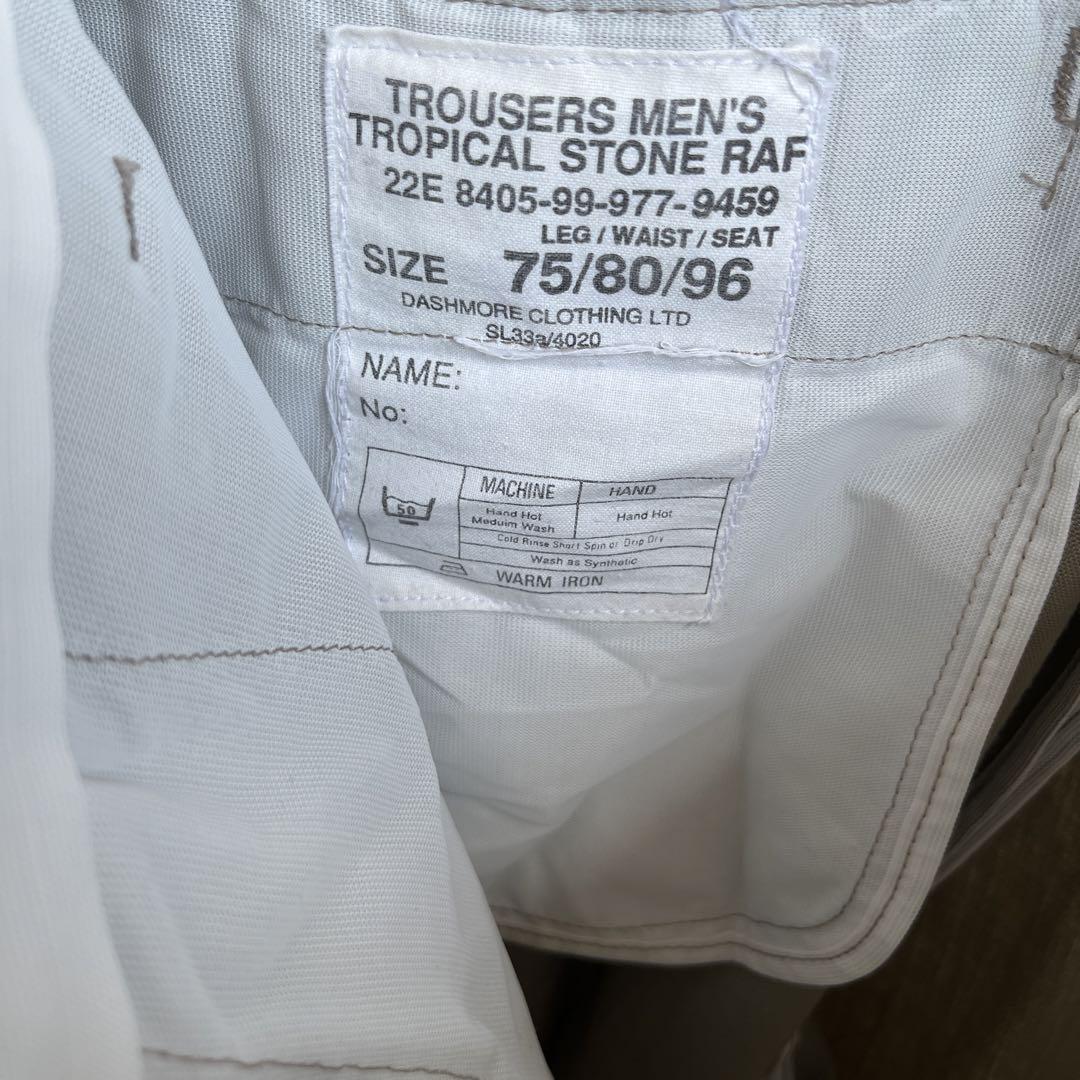 TROUSERS MEN'S
TROPICAL STONE RAF
22E 8405-99-977-9459
LEG / WAIST / SEAT
SIZE 75/80/96
DASHMORE CLOTHING LTD
SL33a/4020
NAME:
No:
50
MACHINE HAND
Hand Hot
Meduim Wash
Hand Hot
Cold Rinse Short Spin or Drip Dry
Wash as Synthetic
WARM IRON